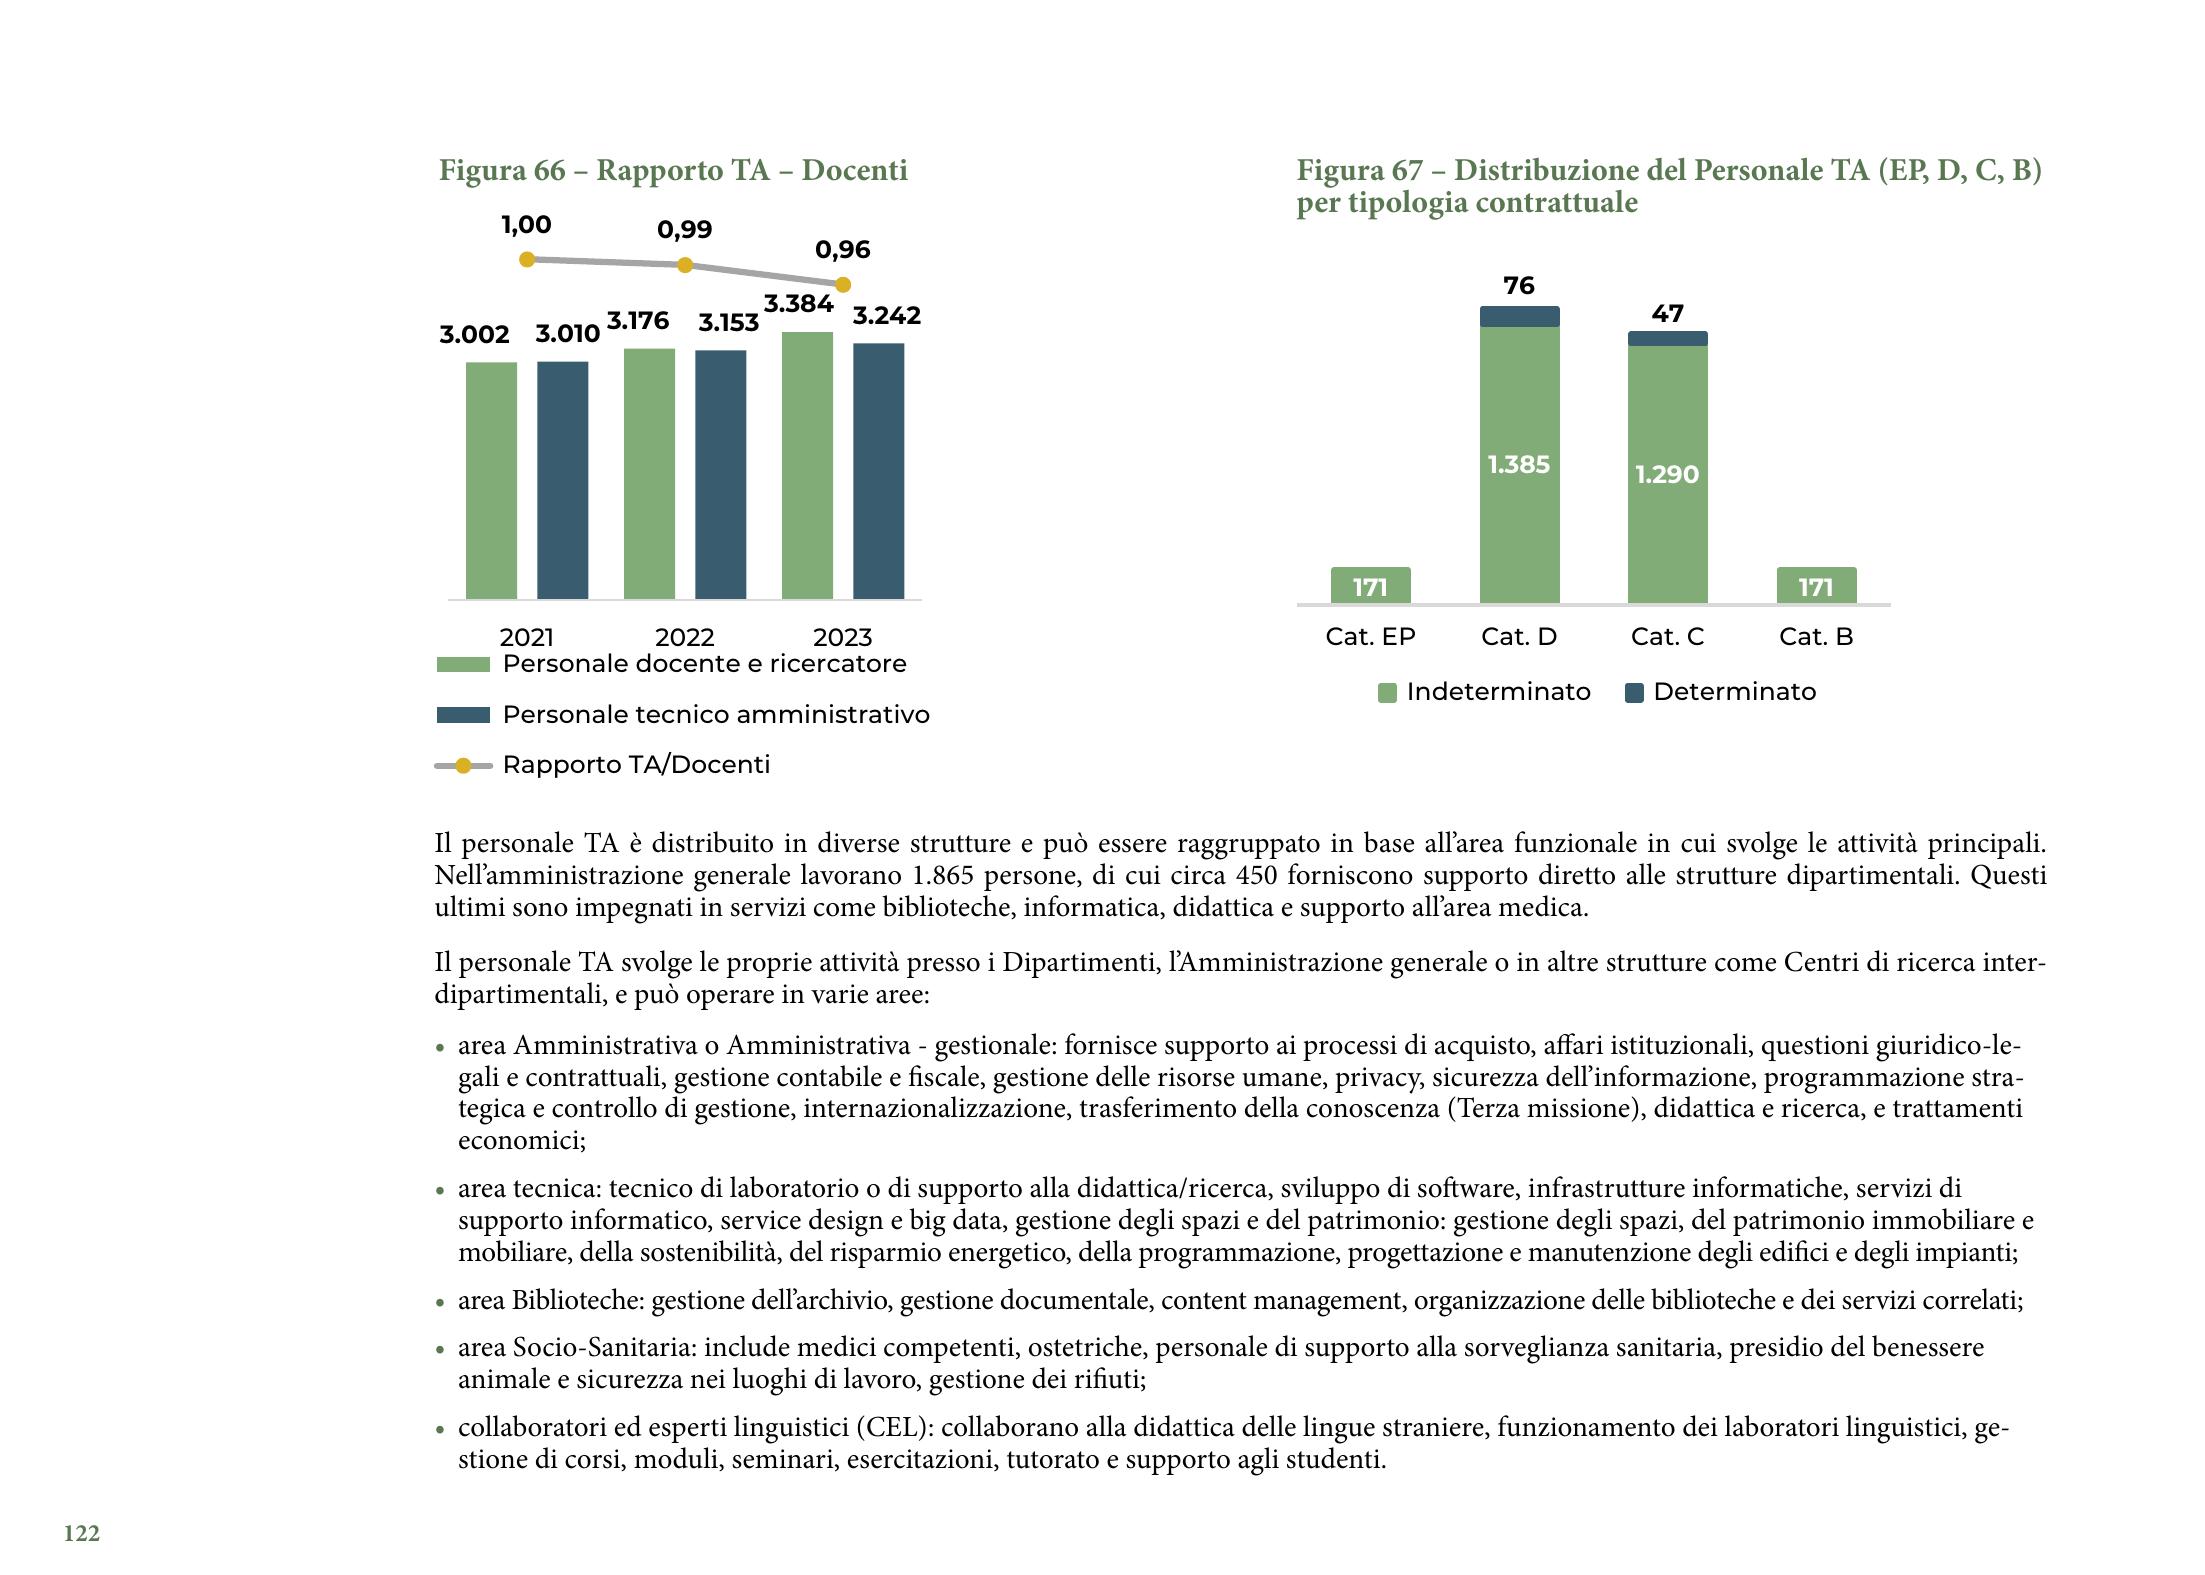 Figura 66 – Rapporto TA – Docenti
1,00
0,99
0,96
3.002
3.010
3.176
3.153
3.384
3.242
2021
2022
2023
Personale docente e ricercatore
Personale tecnico amministrativo
Rapporto TA/Docenti
Figura 67 – Distribuzione del Personale TA (EP, D, C, B)
per tipologia contrattuale
76
47
1.385
1.290
171
171
Cat. EP
Cat. D
Cat. C
Cat. B
Indeterminato
Determinato
Il personale TA è distribuito in diverse strutture e può essere raggruppato in base all’area funzionale in cui svolge le attività principali.
Nell’amministrazione generale lavorano 1.865 persone, di cui circa 450 forniscono supporto diretto alle strutture dipartimentali. Questi
ultimi sono impegnati in servizi come biblioteche, informatica, didattica e supporto all’area medica.
Il personale TA svolge le proprie attività presso i Dipartimenti, l’Amministrazione generale o in altre strutture come Centri di ricerca inter-
dipartimentali, e può operare in varie aree:
• area Amministrativa o Amministrativa - gestionale: fornisce supporto ai processi di acquisto, affari istituzionali, questioni giuridico-le-
gali e contrattuali, gestione contabile e fiscale, gestione delle risorse umane, privacy, sicurezza dell’informazione, programmazione stra-
tegica e controllo di gestione, internazionalizzazione, trasferimento della conoscenza (Terza missione), didattica e ricerca, e trattamenti
economici;
• area tecnica: tecnico di laboratorio o di supporto alla didattica/ricerca, sviluppo di software, infrastrutture informatiche, servizi di
supporto informatico, service design e big data, gestione degli spazi e del patrimonio: gestione degli spazi, del patrimonio immobiliare e
mobiliare, della sostenibilità, del risparmio energetico, della programmazione, progettazione e manutenzione degli edifici e degli impianti;
• area Biblioteche: gestione dell’archivio, gestione documentale, content management, organizzazione delle biblioteche e dei servizi correlati;
• area Socio-Sanitaria: include medici competenti, ostetriche, personale di supporto alla sorveglianza sanitaria, presidio del benessere
animale e sicurezza nei luoghi di lavoro, gestione dei rifiuti;
• collaboratori ed esperti linguistici (CEL): collaborano alla didattica delle lingue straniere, funzionamento dei laboratori linguistici, ge-
stione di corsi, moduli, seminari, esercitazioni, tutorato e supporto agli studenti.
122